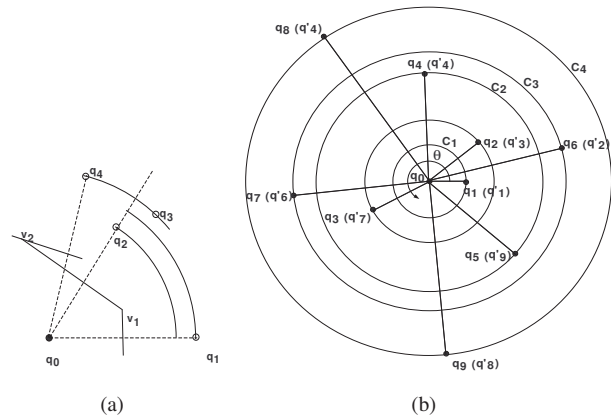 q4
q3
q2
v2
v1
q0
q1
(a)
q8 (q'4)
C4
q4 (q'4)
C3
C2
C1
q2 (q'3)
θ
q6 (q'2)
q0
q1 (q'1)
q7 (q'6)
q3 (q'7)
q5 (q'9)
q9 (q'8)
(b)